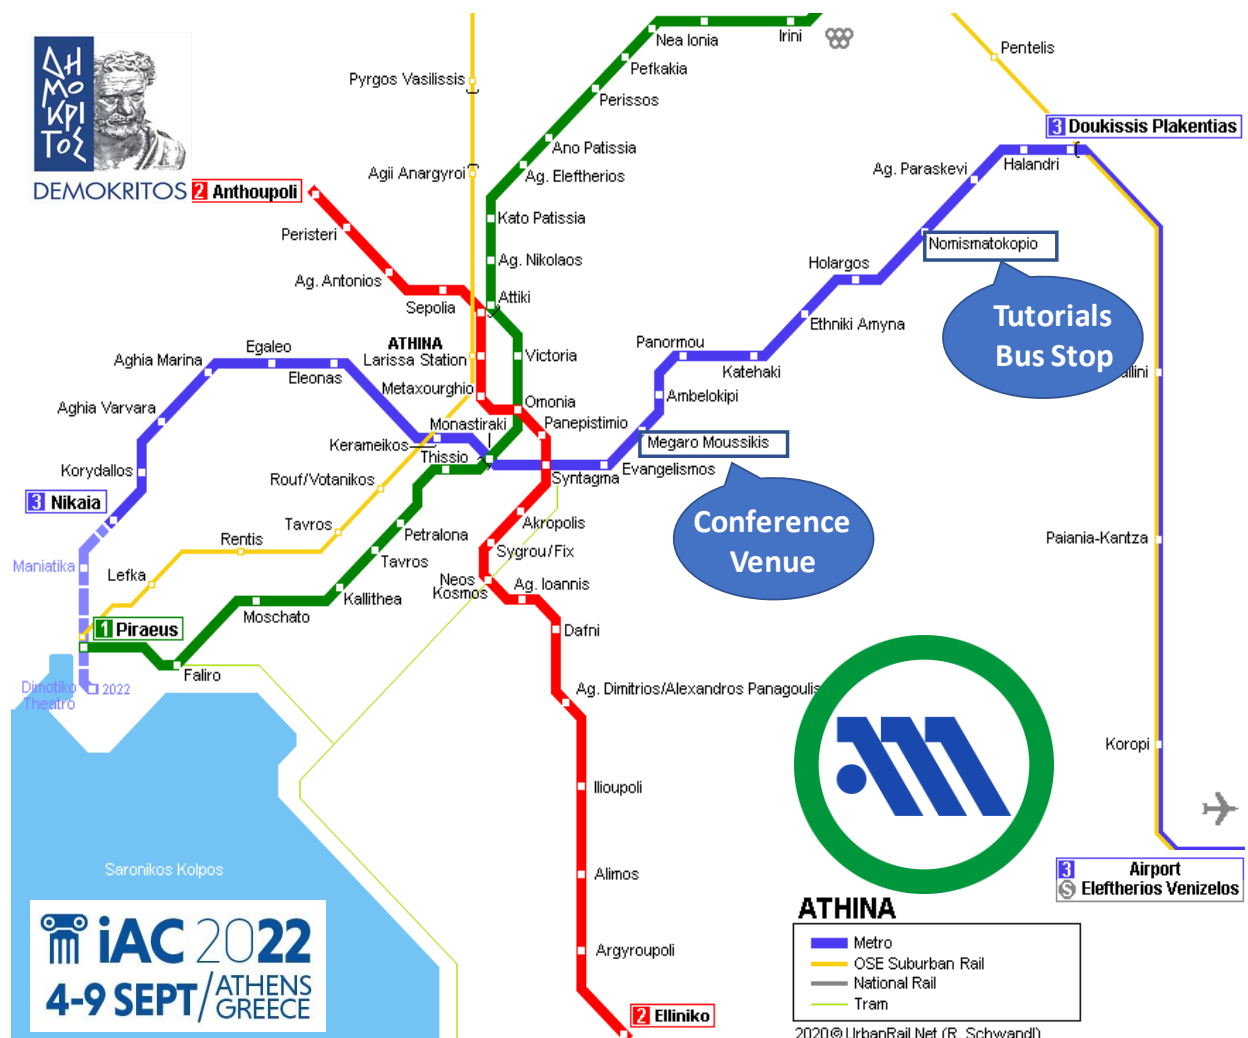 ΔΗ
ΜΟ
ΚΡΙ
ΤΟΣ
DEMOKRITOS
Nea Ionia
Irini
Pefkakia
Perissos
Pentelis
Pyrgos Vasilissis
Ano Patissia
3 Doukissis Plakentias
Agii Anargyroi
Ag. Eleftherios
Ag. Paraskevi
Halandri
2 Anthoupoli
Kato Patissia
Peristeri
Nomismatokopio
Ag. Nikolaos
Holargos
Ag. Antonios
Attiki
Sepolia
Tutorials
Bus Stop
Ethniki Amyna
ATHINA
Larissa Station
Victoria
Panormou
Katehaki
Egaleo
Aghia Marina
Eleonas
Metaxourghio
Omonia
Ambelokipi
Aghia Varvara
Monastiraki
Panepistimio
Kerameikos
Thissio
Megaro Moussikis
Korydallos
Syntagma
Evangelismos
Rouf/Votanikos
3 Nikaia
Conference
Venue
Akropolis
Tavros
Petralona
Rentis
Sygrou/Fix
Paiania-Kantza
Maniatika
Lefka
Tavros
Neos
Kosmos
Ag. Ioannis
Kallithea
Moschato
1 Piraeus
Dafni
Faliro
Dimotiko
Theatro
2022
Ag. Dimitrios/Alexandros Panagoulis
Koropi
Ilioupoli
Saronikos Kolpos
Alimos
3 Airport
S Eleftherios Venizelos
Argyroupoli
ATHINA
Metro
OSE Suburban Rail
National Rail
Tram
2020 © UrbanRail.Net (R. Schwandl)
2 Elliniko
iAC 2022
4-9 SEPT / ATHENS
GREECE